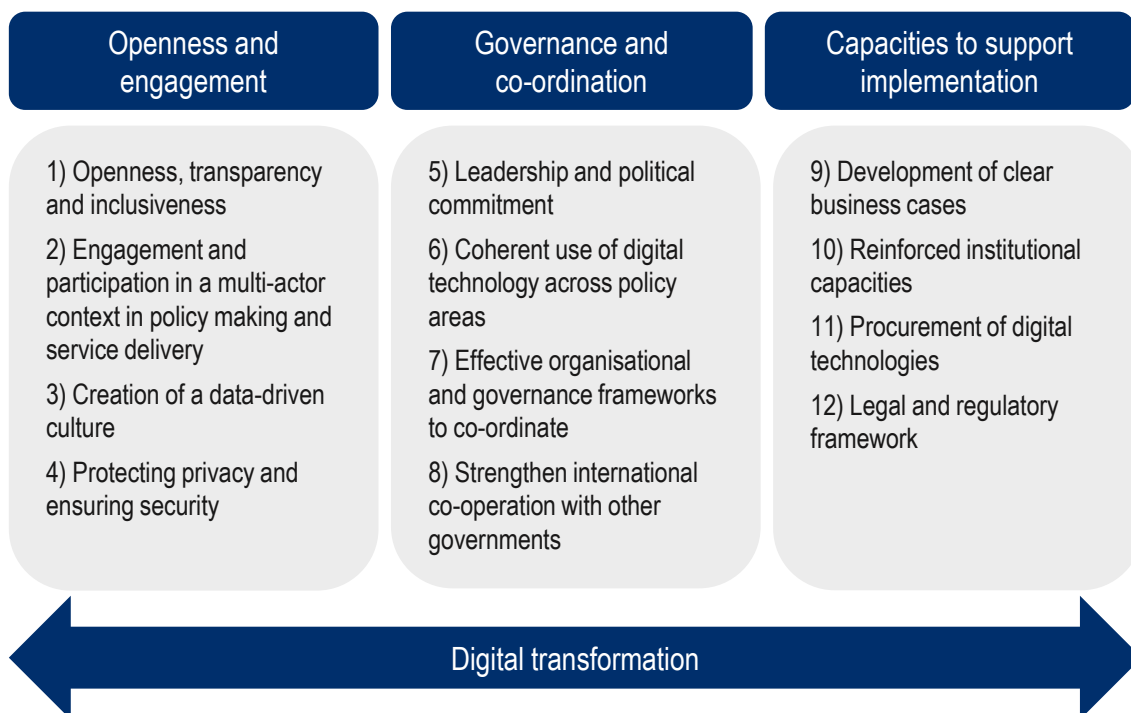 Openness and
engagement
1) Openness, transparency
and inclusiveness
2) Engagement and
participation in a multi-actor
context in policy making and
service delivery
3) Creation of a data-driven
culture
4) Protecting privacy and
ensuring security
Governance and
co-ordination
5) Leadership and political
commitment
6) Coherent use of digital
technology across policy
areas
7) Effective organisational
and governance frameworks
to co-ordinate
8) Strengthen international
co-operation with other
governments
Capacities to support
implementation
9) Development of clear
business cases
10) Reinforced institutional
capacities
11) Procurement of digital
technologies
12) Legal and regulatory
framework
Digital transformation